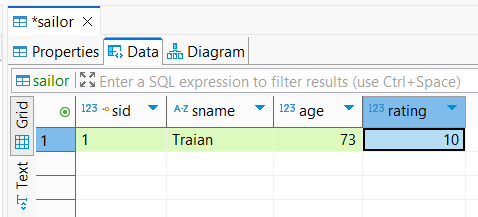 *sailor
Properties Data Diagram
sailor Enter a SQL expression to filter results (use Ctrl+Space)
Grid
Text
123 sid A-Z sname 123 age 123 rating
1 1 Traian 73 10